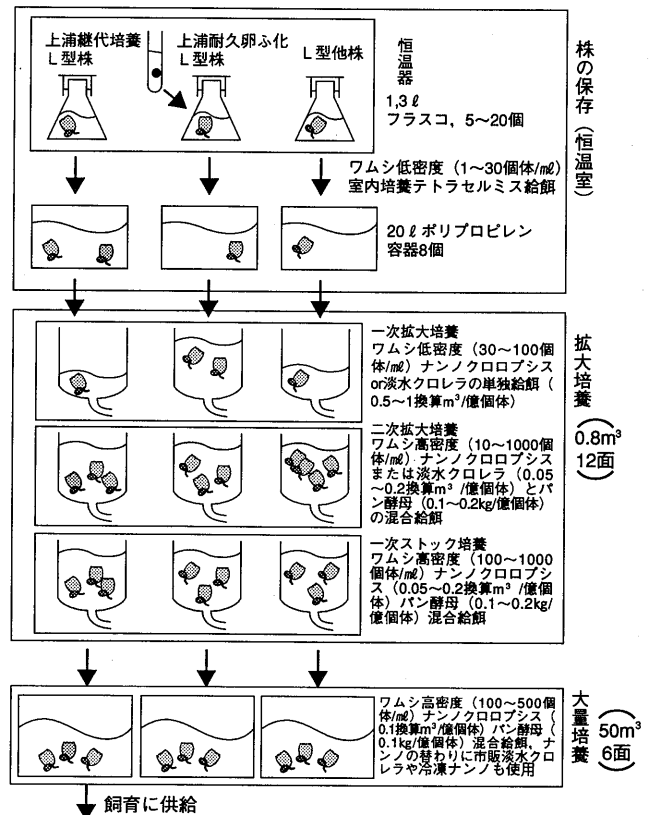 上浦継代培養
L型株
上浦耐久卵ふ化
L型株
L型他株
恒温器
1,3ℓ
フラスコ，5〜20個
ワムシ低密度（1〜30個体/㎖）
室内培養テトラセルミス給餌
20ℓポリプロピレン
容器8個
株の保存（恒温室）
一次拡大培養
ワムシ低密度（30〜100個
体/㎖）ナンノクロロプシス
or淡水クロレラの単独給餌（
0.5〜1換算m³/億個体）
二次拡大培養
ワムシ高密度（10〜1000個
体/㎖）ナンノクロロプシス
または淡水クロレラ（0.05
〜0.2換算m³/億個体）とパ
ン酵母（0.1〜0.2kg/億個体）
の混合給餌
一次ストック培養
ワムシ高密度（100〜1000
個体/㎖）ナンノクロロプシ
ス（0.05〜0.2換算m³/億個
体）パン酵母（0.1〜0.2kg/
億個体）混合給餌
拡大培養
（0.8m³
12面）
ワムシ高密度（100〜500個
体/㎖）ナンノクロロプシス（
0.1換算m³/億個体）パン酵母（
0.1kg/億個体）混合給餌，ナ
ンノの替わりに市販淡水クロ
レラや冷凍ナンノも使用
大量培養
（50m³
6面）
飼育に供給